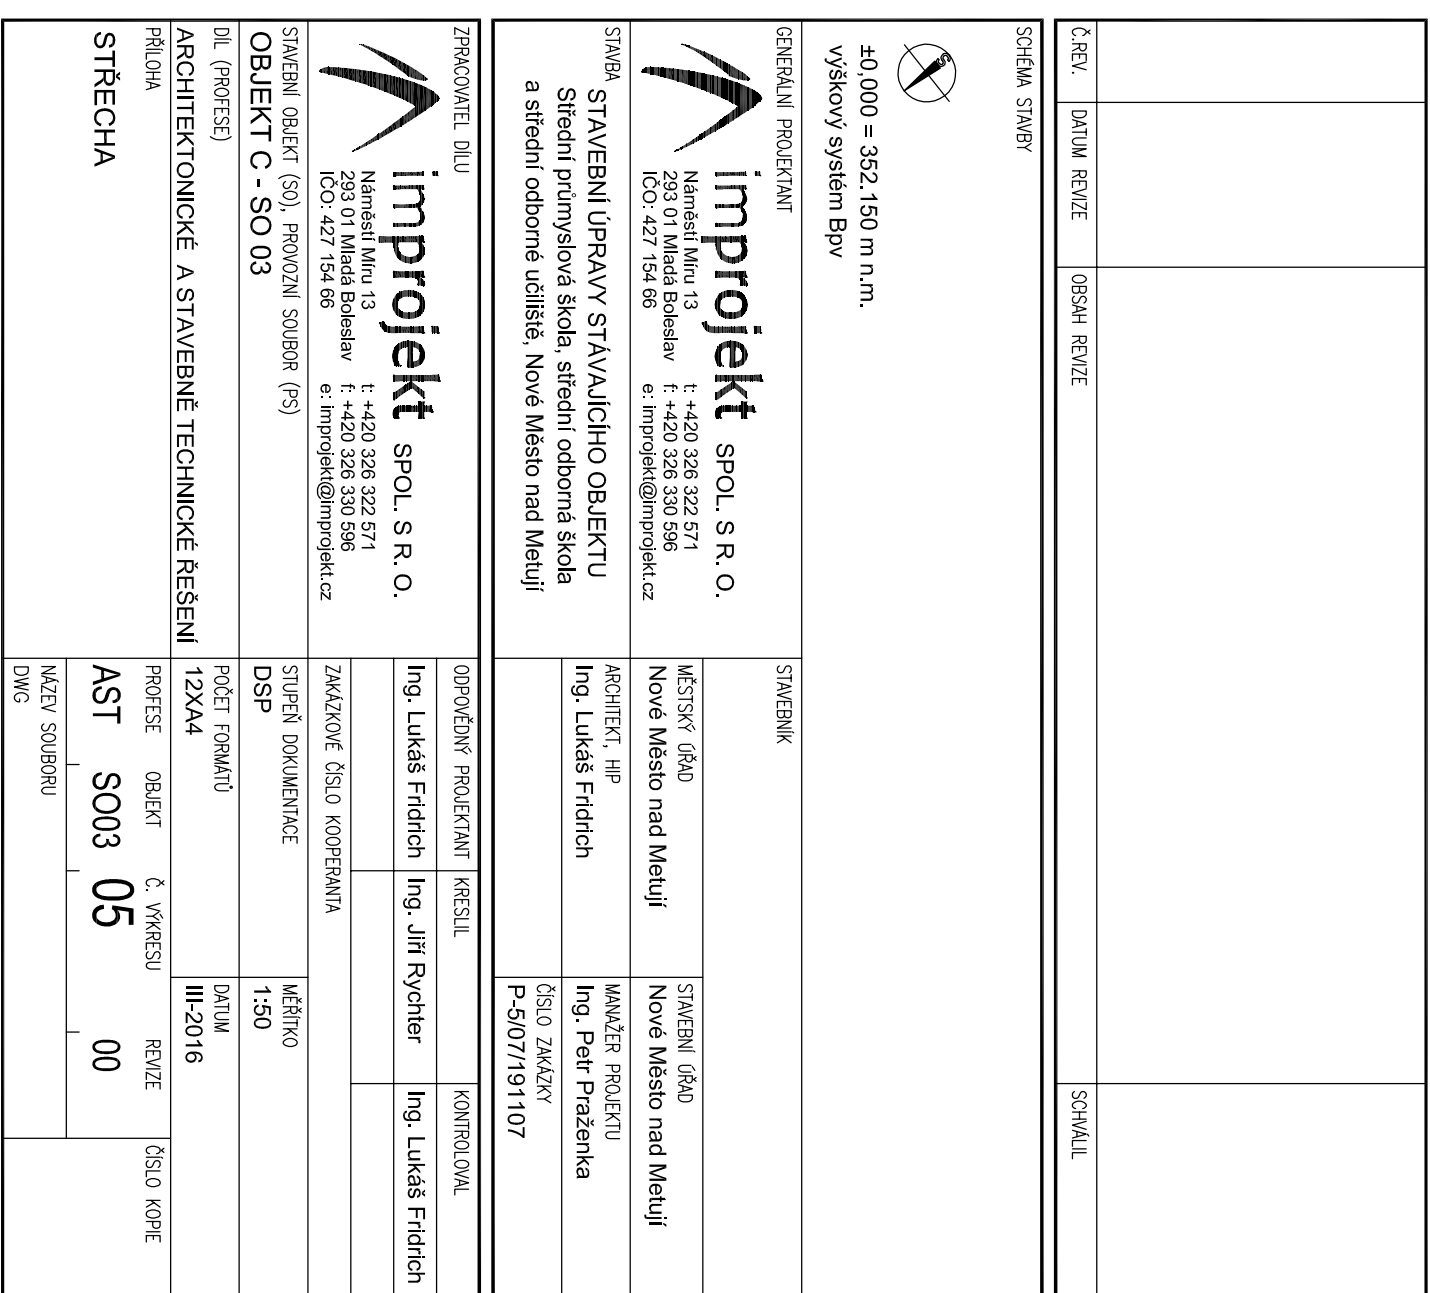 Č.REV.
DATUM REVIZE
OBSAH REVIZE
SCHVÁLIL
SCHÉMA STAVBY
S
±0,000 = 352.150 m n.m.
výškový systém Bpv
GENERÁLNÍ PROJEKTANT
improjekt SPOL. S R. O.
Náměstí Míru 13 t: +420 326 322 571
293 01 Mladá Boleslav f: +420 326 330 596
IČO: 427 154 66 e: improjekt@improjekt.cz
STAVEBNÍK
MĚSTSKÝ ÚŘAD
Nové Město nad Metují
STAVEBNÍ ÚŘAD
Nové Město nad Metují
STAVBA
STAVEBNÍ ÚPRAVY STÁVAJÍCÍHO OBJEKTU
Střední průmyslová škola, střední odborná škola
a střední odborné učiliště, Nové Město nad Metují
ARCHITEKT, HIP
Ing. Lukáš Fridrich
MANAŽER PROJEKTU
Ing. Petr Praženka
ČÍSLO ZAKÁZKY
P-5/07/191107
ZPRACOVATEL DÍLU
improjekt SPOL. S R. O.
Náměstí Míru 13 t: +420 326 322 571
293 01 Mladá Boleslav f: +420 326 330 596
IČO: 427 154 66 e: improjekt@improjekt.cz
ODPOVĚDNÝ PROJEKTANT
Ing. Lukáš Fridrich
KRESLIL
Ing. Jiří Rychter
KONTROLOVAL
Ing. Lukáš Fridrich
ZAKÁZKOVÉ ČÍSLO KOOPERANTA
STAVEBNÍ OBJEKT (SO), PROVOZNÍ SOUBOR (PS)
OBJEKT C - SO 03
STUPEŇ DOKUMENTACE
DSP
MĚŘÍTKO
1:50
DÍL (PROFESE)
ARCHITEKTONICKÉ A STAVEBNĚ TECHNICKÉ ŘEŠENÍ
POČET FORMÁTŮ
12XA4
DATUM
III-2016
PŘÍLOHA
STŘECHA
PROFESE
AST
OBJEKT
SO03
Č. VÝKRESU
05
REVIZE
00
ČÍSLO KOPIE
NÁZEV SOUBORU
DWG